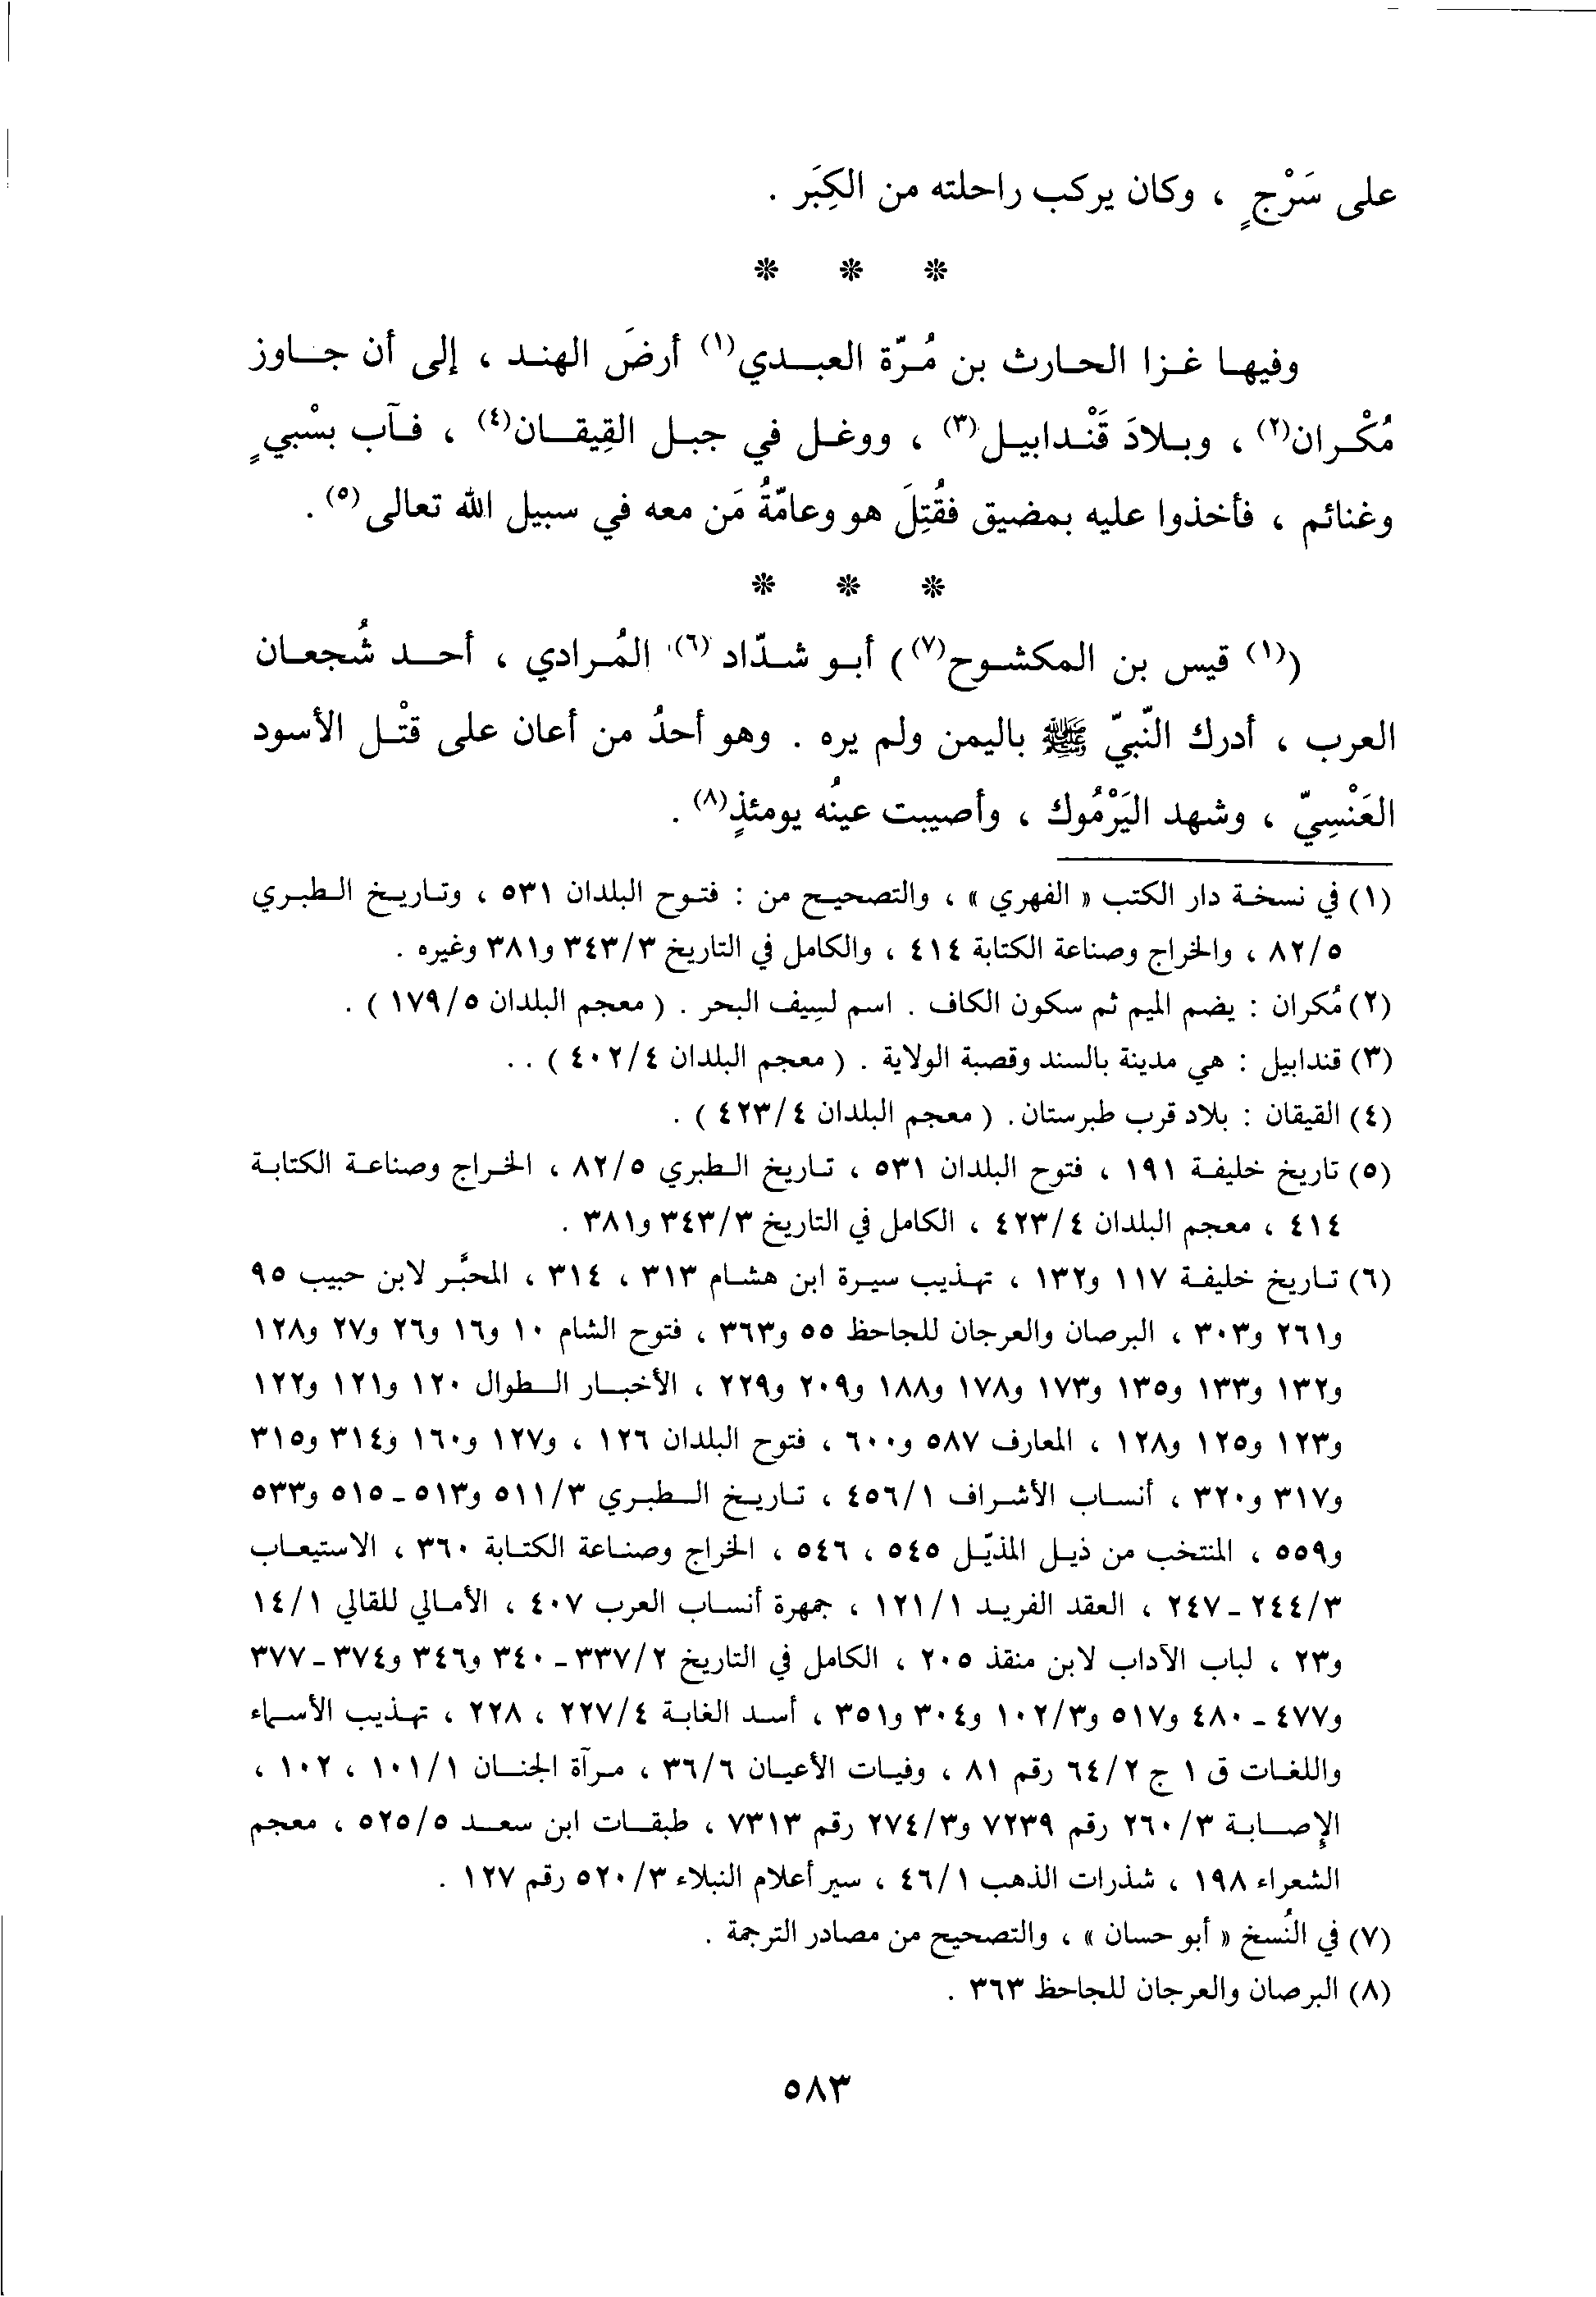 على سَرْجٍ ، وكان يركب راحلته من الكِبَر .
* * *
وفيها غزا الحارث بن مُرّة العبدي(١) أرضَ الهند ، إلى أن جاوز
مُكْران(٢) ، وبلادَ قَنْدابيل(٣) ، ووغل في جبل القِيقان(٤) ، فآب بسْبيٍ
وغنائم ، فأخذوا عليه بمضيق فقُتِلَ هو وعامّةُ مَن معه في سبيل الله تعالى(٥) .
* * *
((١) قيس بن المكشوح(٧)) أبو شدّاد(٦) المُرادي ، أحد شُجعان
العرب ، أدرك النّبيّ ﷺ باليمن ولم يره . وهو أحدُ من أعان على قتْل الأسود
العَنْسِيّ ، وشهد اليَرْمُوك ، وأصيبت عينُه يومئذٍ(٨) .
(١) في نسخة دار الكتب « الفهري » ، والتصحيح من : فتوح البلدان ٥٣١ ، وتاريخ الطبري
٥/٨٢ ، والخراج وصناعة الكتابة ٤١٤ ، والكامل في التاريخ ٣/٣٤٣ و٣٨١ وغيره .
(٢) مُكران : يضم الميم ثم سكون الكاف . اسم لسِيف البحر . ( معجم البلدان ٥/١٧٩ ) .
(٣) قندابيل : هي مدينة بالسند وقصبة الولاية . ( معجم البلدان ٤/٤٠٢ ) . .
(٤) القيقان : بلاد قرب طبرستان. ( معجم البلدان ٤/٤٢٣ ) .
(٥) تاريخ خليفة ١٩١ ، فتوح البلدان ٥٣١ ، تاريخ الطبري ٥/٨٢ ، الخراج وصناعة الكتابة
٤١٤ ، معجم البلدان ٤/٤٢٣ ، الكامل في التاريخ ٣/٣٤٣ و٣٨١ .
(٦) تاريخ خليفة ١١٧ و١٣٢ ، تهذيب سيرة ابن هشام ٣١٣ ، ٣١٤ ، المحبَّر لابن حبيب ٩٥
و٢٦١ و٣٠٣ ، البرصان والعرجان للجاحظ ٥٥ و٣٦٣ ، فتوح الشام ١٠ و١٦ و٢٦ و٢٧ و١٢٨
و١٣٢ و١٣٣ و١٣٥ و١٧٣ و١٧٨ و١٨٨ و٢٠٩ و٢٢٩ ، الأخبار الطوال ١٢٠ و١٢١ و١٢٢
و١٢٣ و١٢٥ و١٢٨ ، المعارف ٥٨٧ و٦٠٠ ، فتوح البلدان ١٢٦ ، و١٢٧ و١٦٠ و٣١٤ و٣١٥
و٣١٧ و٣٢٠ ، أنساب الأشراف ١/٤٥٦ ، تاريخ الطبري ٣/٥١١ و٥١٣ـ ٥١٥ و٥٣٣
و٥٥٩ ، المنتخب من ذيل المذيّل ٥٤٥ ، ٥٤٦ ، الخراج وصناعة الكتابة ٣٦٠ ، الاستيعاب
٣/٢٤٤ـ ٢٤٧ ، العقد الفريد ١/١٢١ ، جمهرة أنساب العرب ٤٠٧ ، الأمالي للقالي ١/١٤
و٢٣ ، لباب الآداب لابن منقذ ٢٠٥ ، الكامل في التاريخ ٢/٣٣٧ـ ٣٤٠ و٣٤٦ و٣٧٤ـ ٣٧٧
و٤٧٧ـ ٤٨٠ و٥١٧ و٣/١٠٢ و٣٠٤ و٣٥١ ، أسد الغابة ٤/٢٢٧ ، ٢٢٨ ، تهذيب الأسماء
واللغات ق ١ ج ٢/٦٤ رقم ٨١ ، وفيات الأعيان ٦/٣٦ ، مرآة الجنان ١/١٠١ ، ١٠٢ ،
الإصابة ٣/٢٦٠ رقم ٧٢٣٩ و٣/٢٧٤ رقم ٧٣١٣ ، طبقات ابن سعد ٥/٥٢٥ ، معجم
الشعراء ١٩٨ ، شذرات الذهب ١/٤٦ ، سير أعلام النبلاء ٣/٥٢٠ رقم ١٢٧ .
(٧) في النُسخ « أبو حسان » ، والتصحيح من مصادر الترجمة .
(٨) البرصان والعرجان للجاحظ ٣٦٣ .
٥٨٣